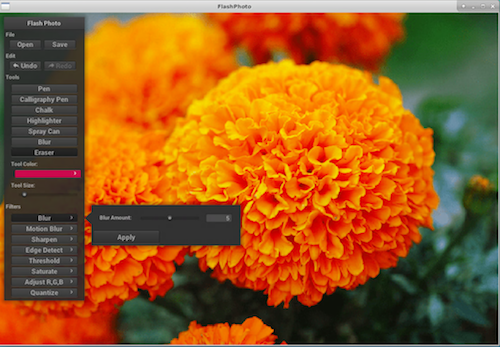 FlashPhoto
Flash Photo
File
Open Save
Edit
Undo Redo
Tools
Pen
Calligraphy Pen
Chalk
Highlighter
Spray Can
Blur
Eraser
Tool Color:
Tool Size:
Filters
Blur
Blur Amount: 5
Apply
Motion Blur
Sharpen
Edge Detect
Threshold
Saturate
Adjust R,G,B
Quantize